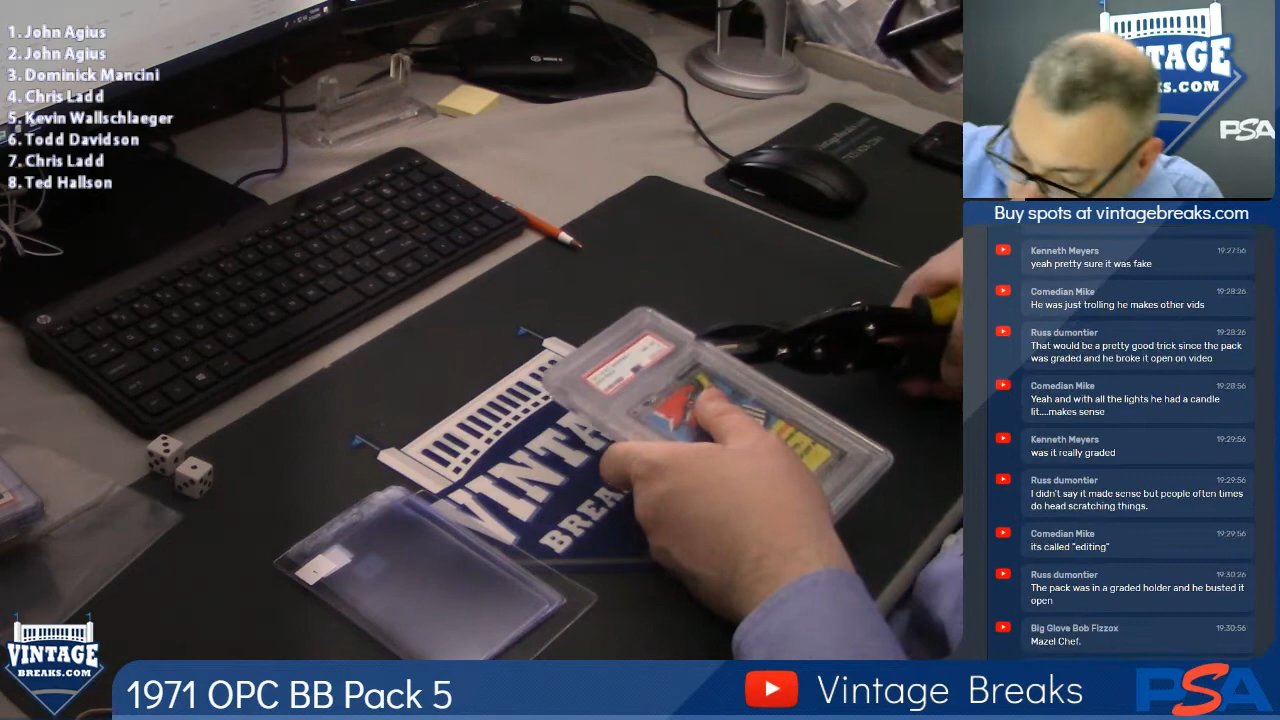 1. John Agius
2. John Agius
3. Dominick Mancini
4. Chris Ladd
5. Kevin Wallschlaeger
6. Todd Davidson
7. Chris Ladd
8. Ted Hallson
VINTAGE
BREAKS.COM
PSA
Buy spots at vintagebreaks.com
Kenneth Meyers 19:27:56
yeah pretty sure it was fake
Comedian Mike 19:28:26
He was just trolling he makes other vids
Russ dumontier 19:28:26
That would be a pretty good trick since the pack
was graded and he broke it open on video
Comedian Mike 19:28:56
Yeah and with all the lights he had a candle
lit....makes sense
Kenneth Meyers 19:29:56
was it really graded
Russ dumontier 19:29:56
I didn't say it made sense but people often times
do head scratching things.
Comedian Mike 19:29:56
its called "editing"
Russ dumontier 19:30:26
The pack was in a graded holder and he busted it
open
Big Glove Bob Fizzox 19:30:56
Mazel Chef.
VINTA
BREA
VINTAGE
BREAKS.COM
1971 OPC BB Pack 5
Vintage Breaks
PSA